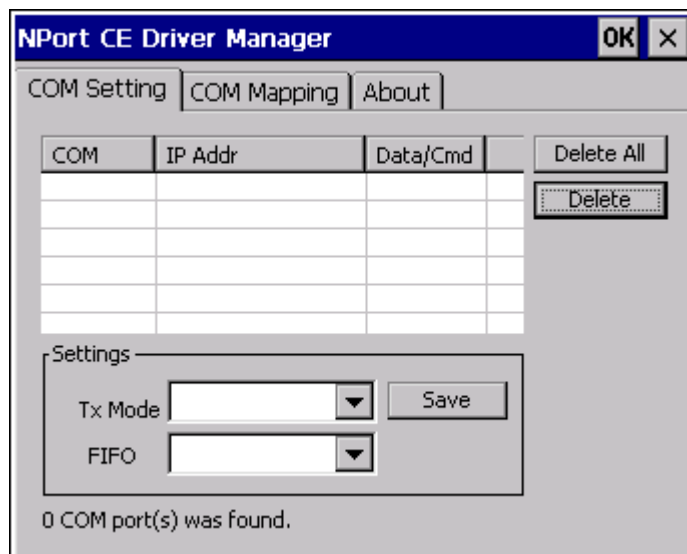 NPort CE Driver Manager OK ×
COM Setting COM Mapping About
COM IP Addr Data/Cmd Delete All
Delete
Settings
Tx Mode Save
FIFO
0 COM port(s) was found.